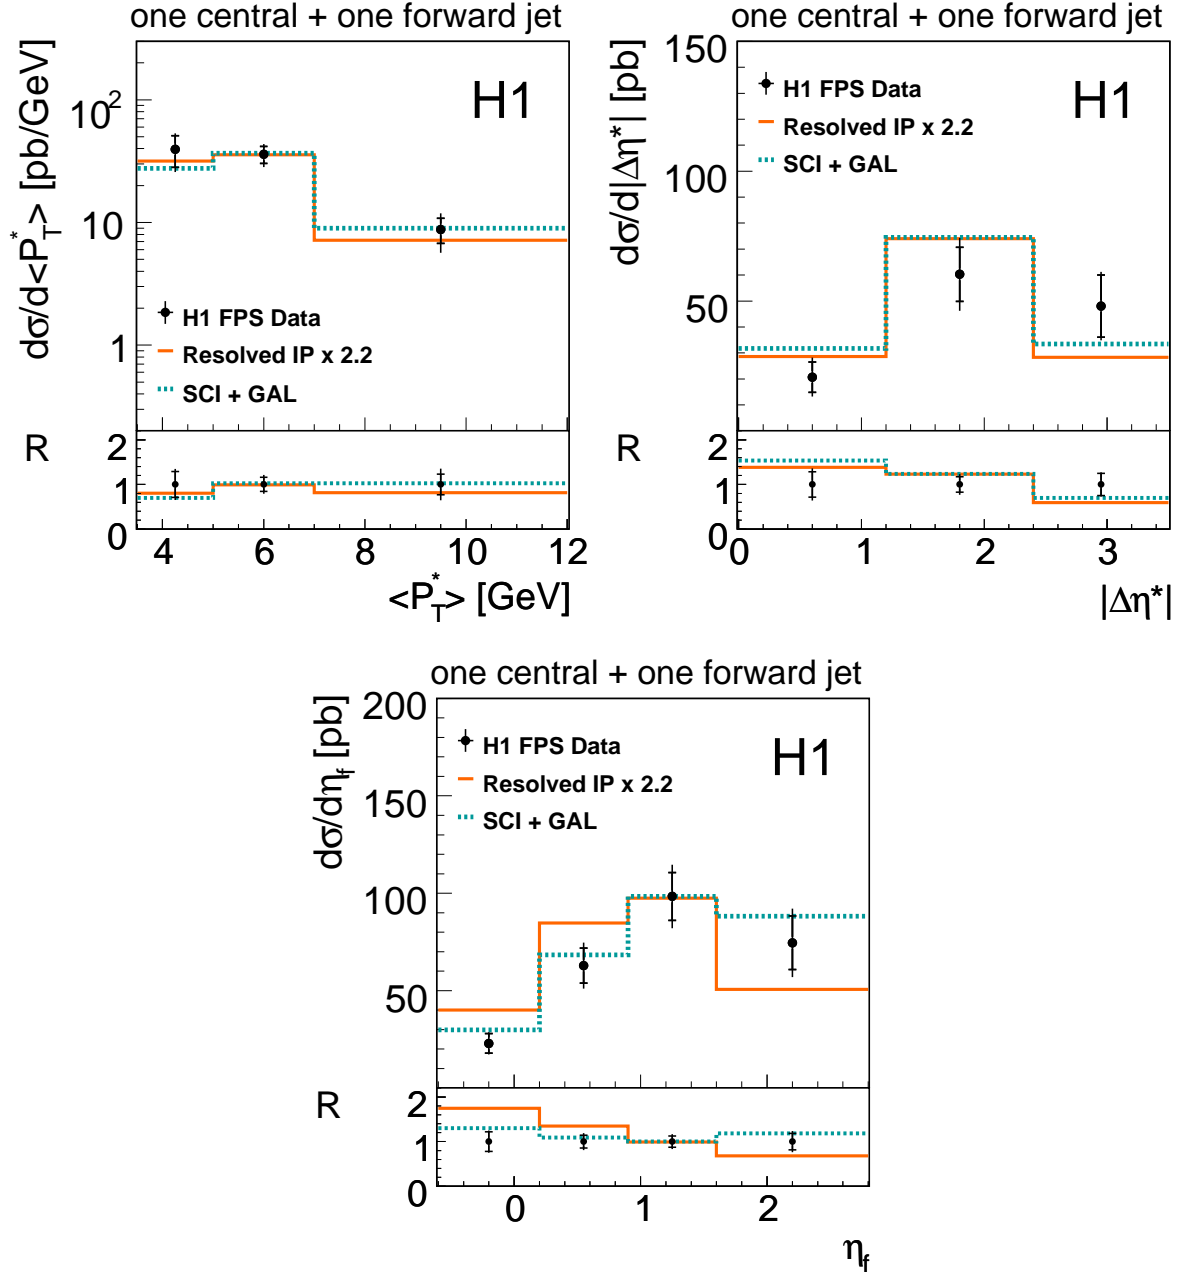 one central + one forward jet
dσ/d<P*T> [pb/GeV]
10²
10
1
H1
H1 FPS Data
Resolved IP x 2.2
SCI + GAL
R
2
1
0
4 6 8 10 12
<P*T> [GeV]
one central + one forward jet
dσ/d|Δη*| [pb]
150
100
50
H1 FPS Data
Resolved IP x 2.2
SCI + GAL
H1
R
2
1
0
0 1 2 3
|Δη*|
one central + one forward jet
dσ/dηf [pb]
200
150
100
50
H1 FPS Data
Resolved IP x 2.2
SCI + GAL
H1
R
2
1
0
0 1 2
ηf